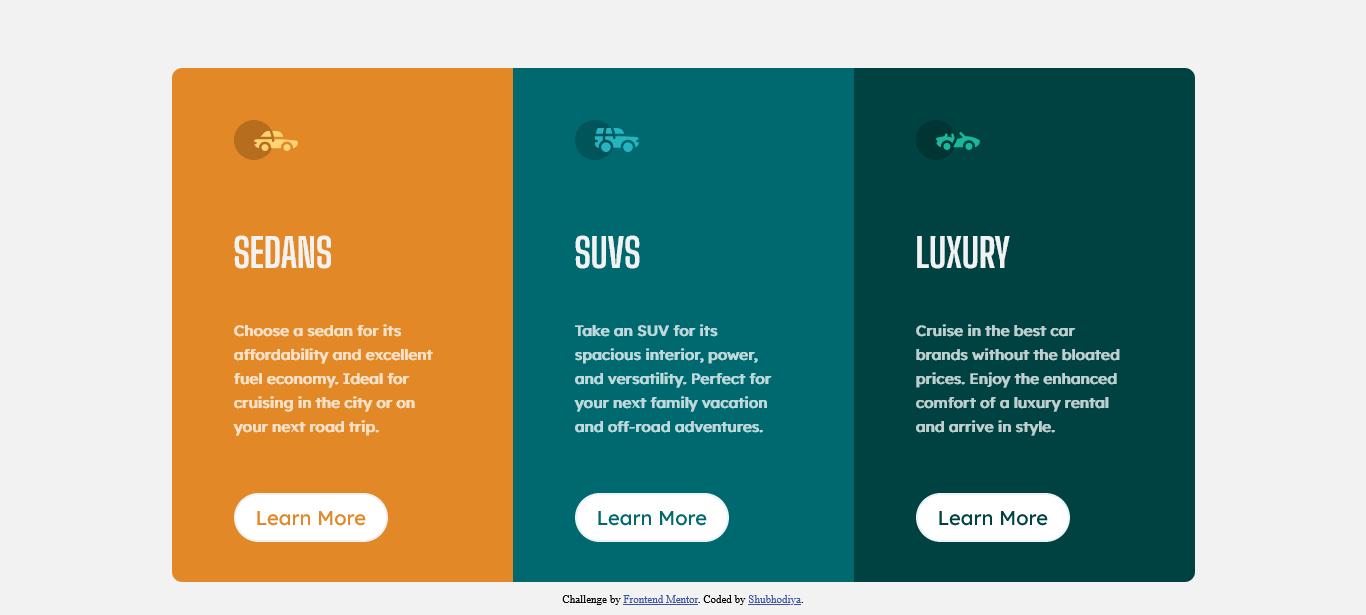 SEDANS
Choose a sedan for its
affordability and excellent
fuel economy. Ideal for
cruising in the city or on
your next road trip.
Learn More
SUVS
Take an SUV for its
spacious interior, power,
and versatility. Perfect for
your next family vacation
and off-road adventures.
Learn More
LUXURY
Cruise in the best car
brands without the bloated
prices. Enjoy the enhanced
comfort of a luxury rental
and arrive in style.
Learn More
Challenge by Frontend Mentor. Coded by Shubhodiya.